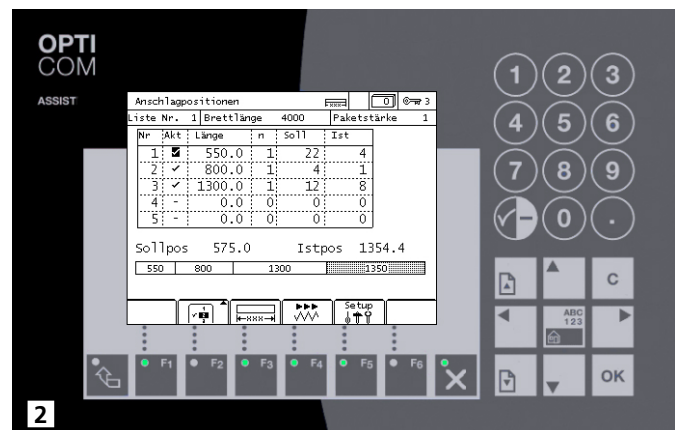 OPTI
COM
ASSIST
Anschlagpositionen 0 3
Liste Nr. 1 Brettlänge 4000 Paketstärke 1
Nr Akt Länge n Soll Ist
1 550.0 1 22 4
2 800.0 1 4 1
3 1300.0 1 12 8
4 - 0.0 0 0
5 - 0.0 0 0
Sollpos 575.0 Istpos 1354.4
550 800 1300 1350
Setup
F1 F2 F3 F4 F5 F6
1 2 3
4 5 6
7 8 9
0 .
C
ABC
123
OK
2